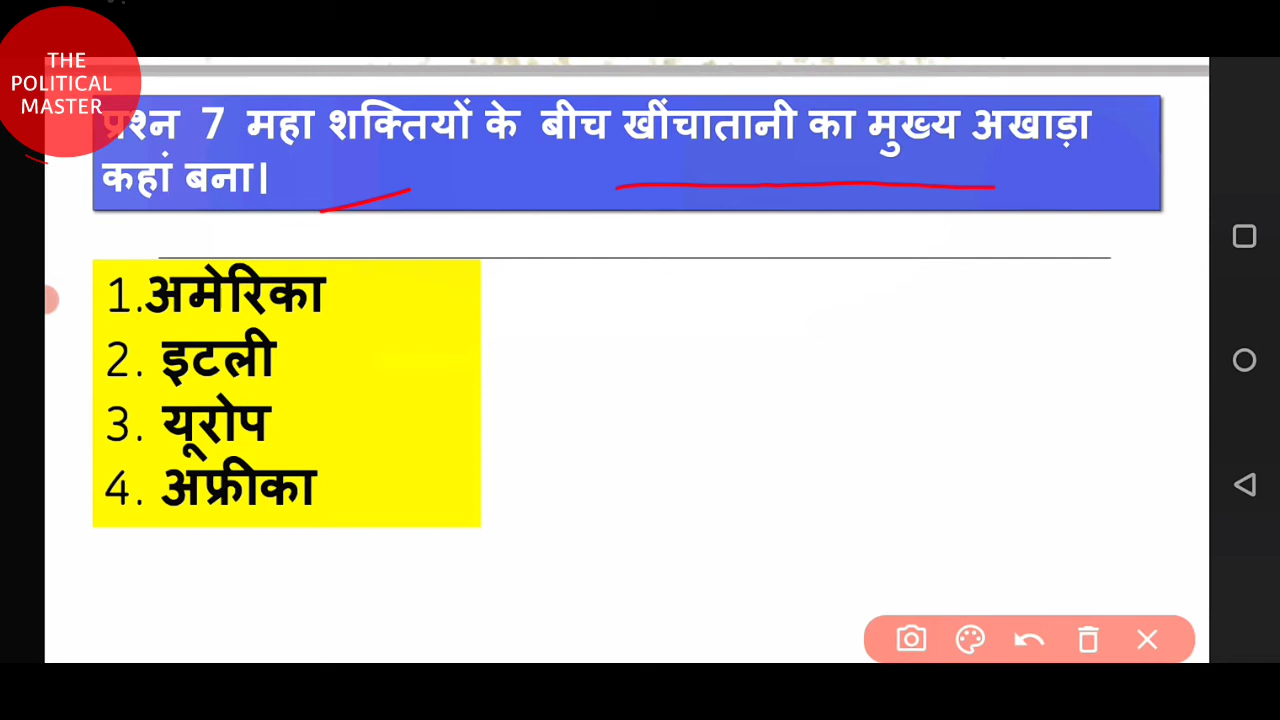 THE
POLITICAL
MASTER
प्रश्न 7 महा शक्तियों के बीच खींचातानी का मुख्य अखाड़ा
कहां बना।
1.अमेरिका
2. इटली
3. यूरोप
4. अफ्रीका